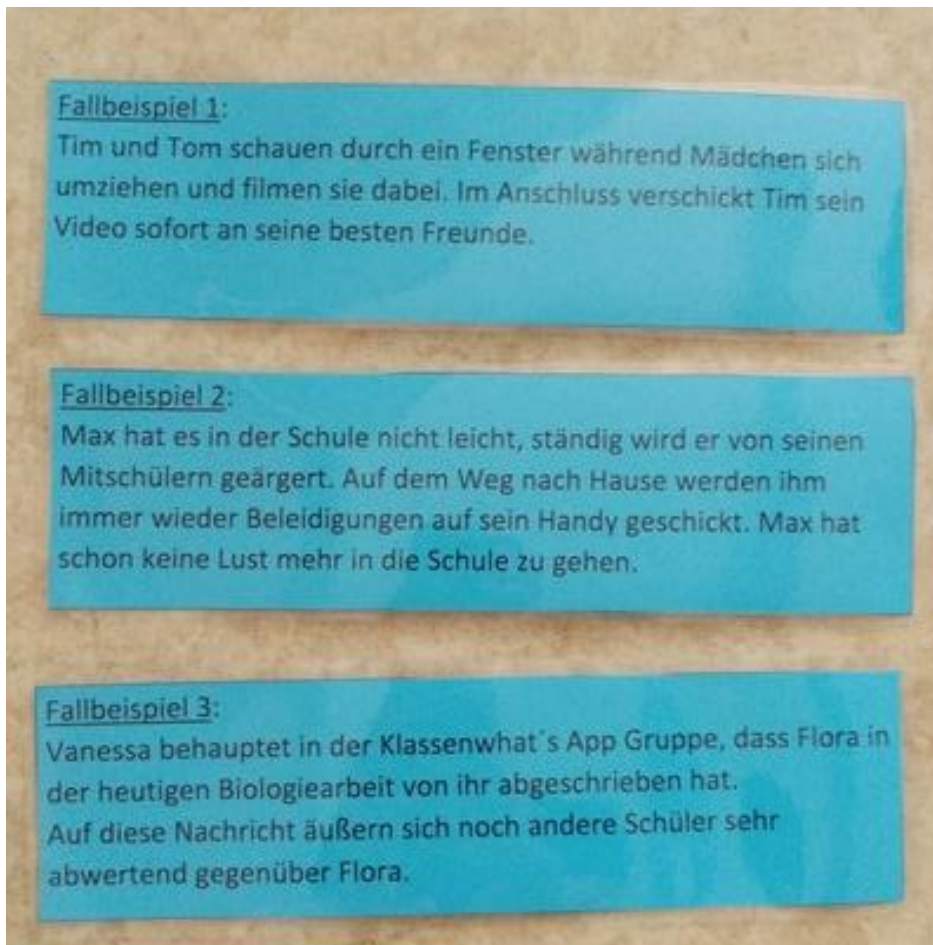 Fallbeispiel 1:
Tim und Tom schauen durch ein Fenster während Mädchen sich
umziehen und filmen sie dabei. Im Anschluss verschickt Tim sein
Video sofort an seine besten Freunde.
Fallbeispiel 2:
Max hat es in der Schule nicht leicht, ständig wird er von seinen
Mitschülern geärgert. Auf dem Weg nach Hause werden ihm
immer wieder Beleidigungen auf sein Handy geschickt. Max hat
schon keine Lust mehr in die Schule zu gehen.
Fallbeispiel 3:
Vanessa behauptet in der Klassenwhat´s App Gruppe, dass Flora in
der heutigen Biologiearbeit von ihr abgeschrieben hat.
Auf diese Nachricht äußern sich noch andere Schüler sehr
abwertend gegenüber Flora.